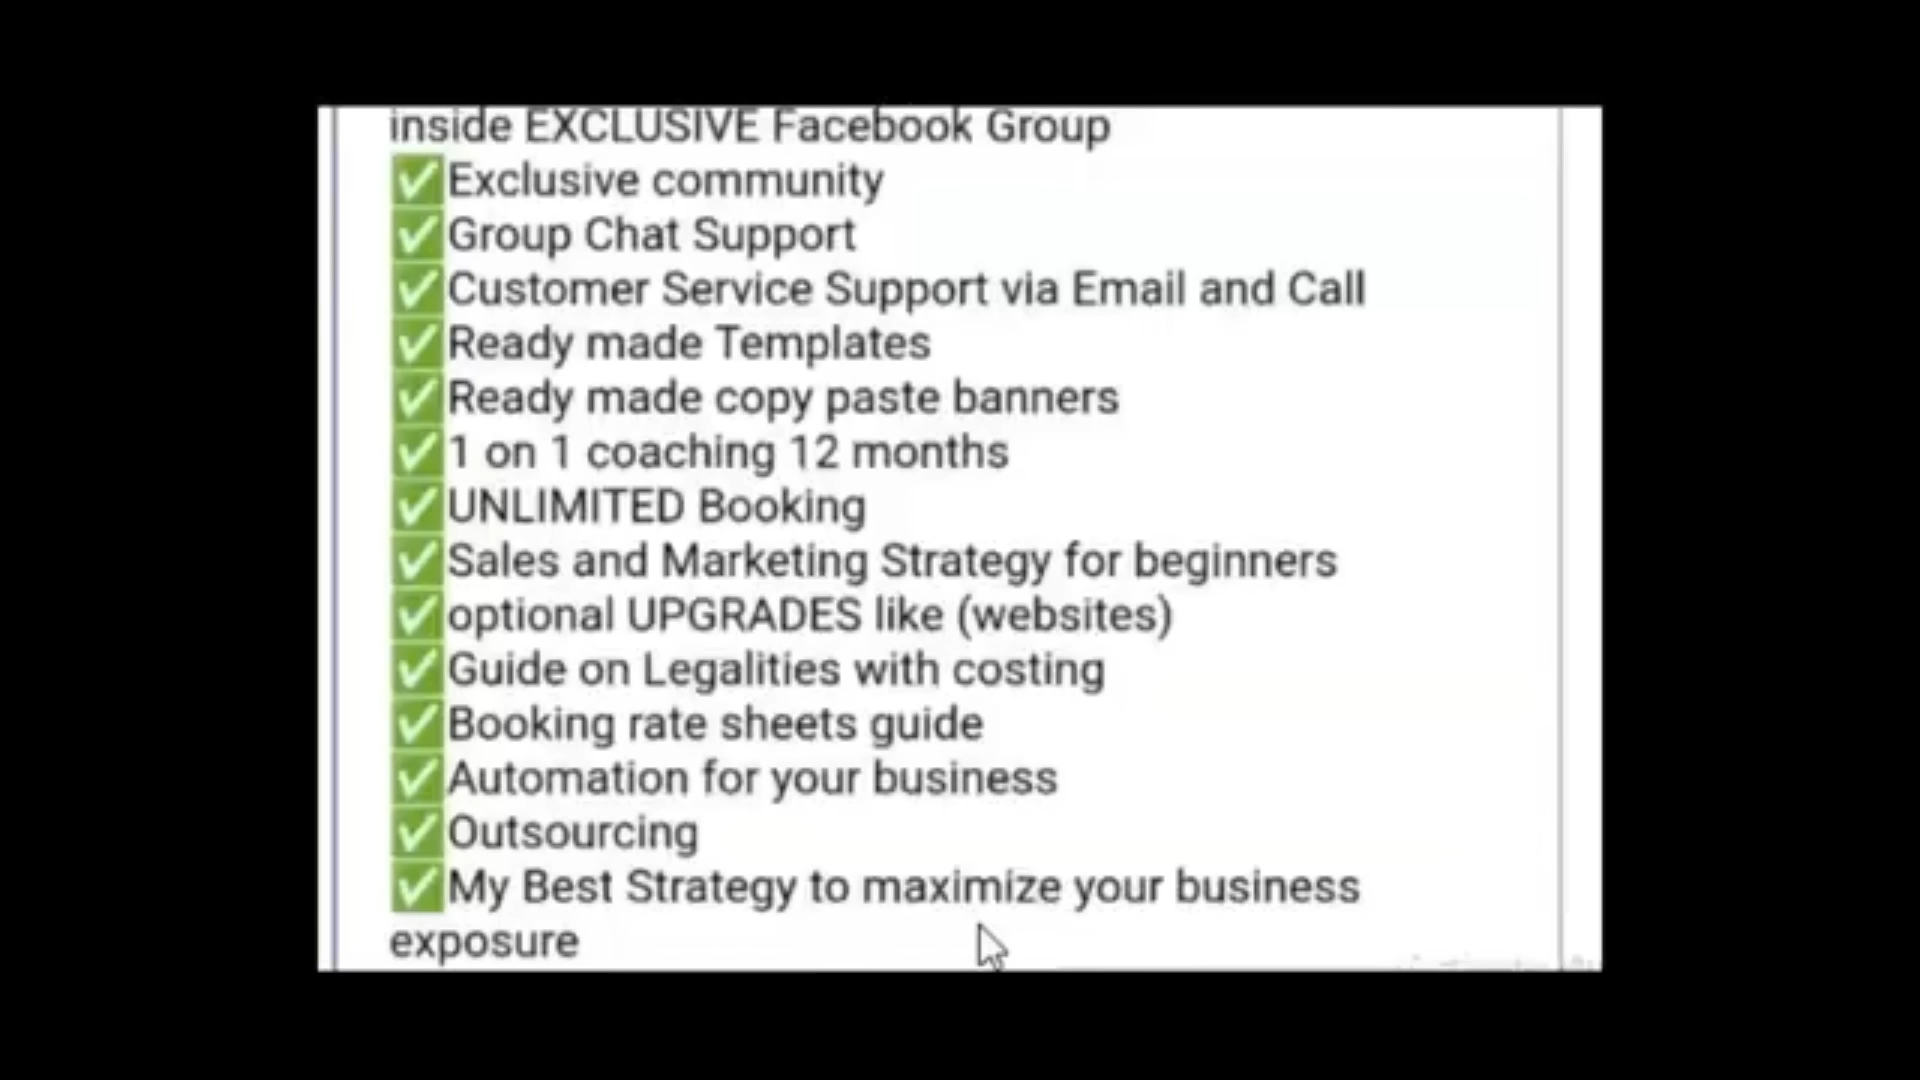 inside EXCLUSIVE Facebook Group
✅Exclusive community
✅Group Chat Support
✅Customer Service Support via Email and Call
✅Ready made Templates
✅Ready made copy paste banners
✅1 on 1 coaching 12 months
✅UNLIMITED Booking
✅Sales and Marketing Strategy for beginners
✅optional UPGRADES like (websites)
✅Guide on Legalities with costing
✅Booking rate sheets guide
✅Automation for your business
✅Outsourcing
✅My Best Strategy to maximize your business
exposure